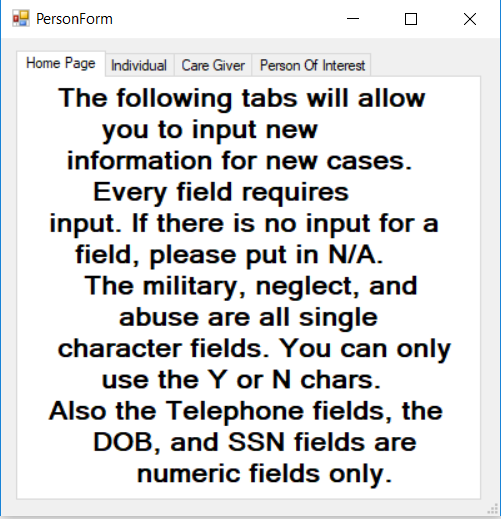 PersonForm
Home Page Individual Care Giver Person Of Interest
The following tabs will allow
you to input new
information for new cases.
Every field requires
input. If there is no input for a
field, please put in N/A.
The military, neglect, and
abuse are all single
character fields. You can only
use the Y or N chars.
Also the Telephone fields, the
DOB, and SSN fields are
numeric fields only.